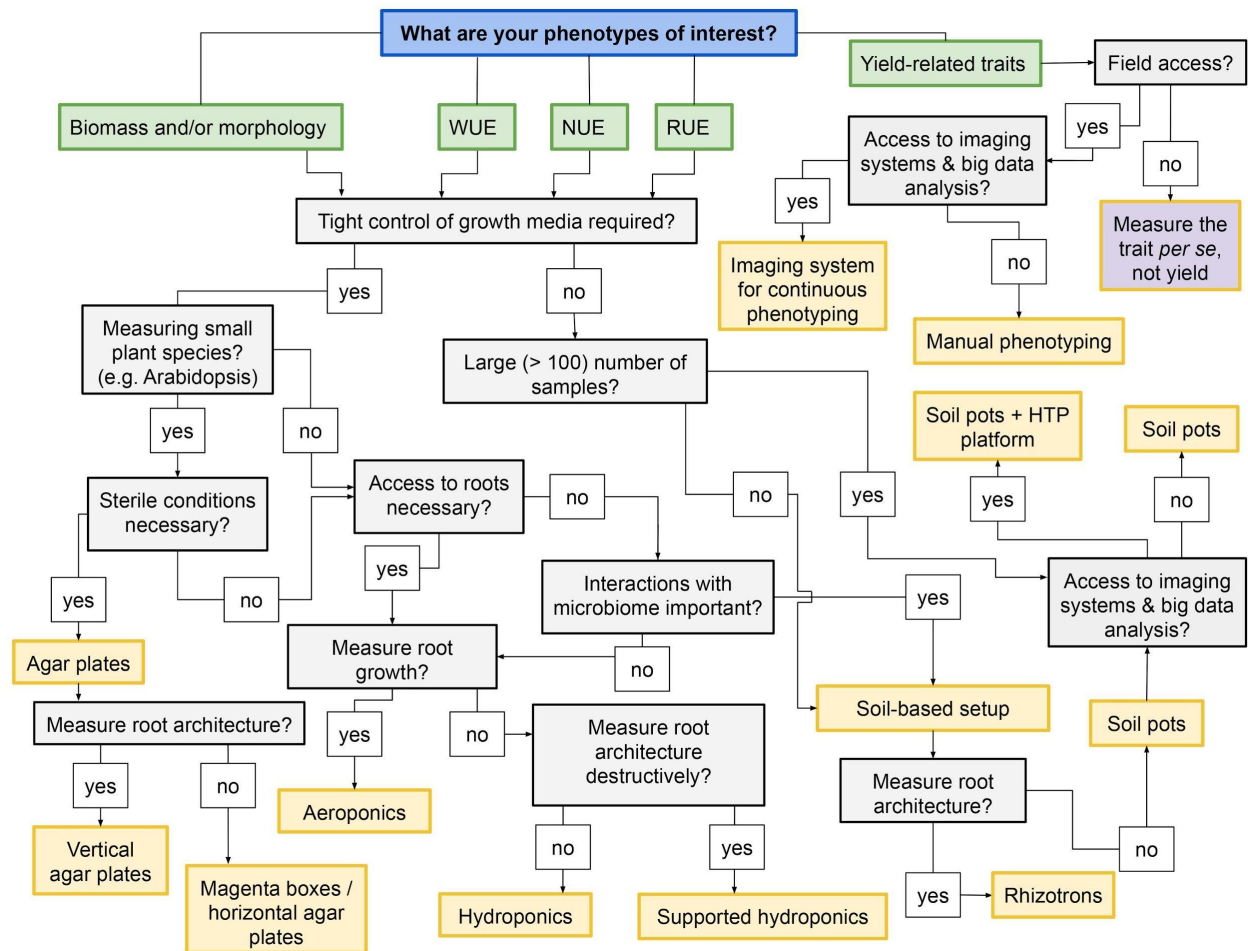 What are your phenotypes of interest?
Yield-related traits
Field access?
Biomass and/or morphology
WUE
NUE
RUE
yes
no
Access to imaging
systems & big data
analysis?
yes
no
Measure the
trait per se,
not yield
Imaging system
for continuous
phenotyping
Manual phenotyping
Tight control of growth media required?
yes
no
Measuring small
plant species?
(e.g. Arabidopsis)
Large (> 100) number of
samples?
yes
no
Soil pots + HTP
platform
Soil pots
Sterile conditions
necessary?
Access to roots
necessary?
no
no
yes
yes
no
yes
no
yes
Interactions with
microbiome important?
yes
Access to imaging
systems & big data
analysis?
Agar plates
Measure root
growth?
no
Measure root architecture?
yes
no
Measure root
architecture
destructively?
Soil-based setup
Soil pots
yes
no
Aeroponics
Measure root
architecture?
no
Vertical
agar plates
Magenta boxes /
horizontal agar
plates
no
yes
yes
Rhizotrons
Hydroponics
Supported hydroponics